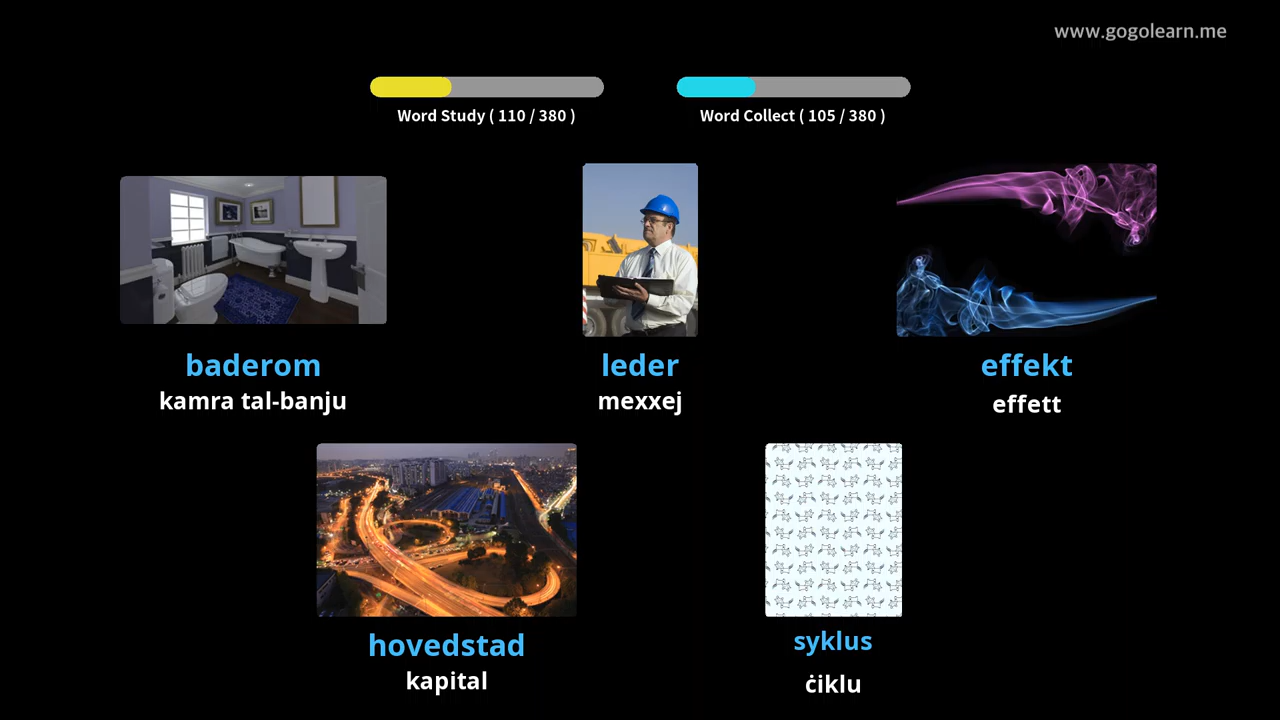 www.gogolearn.me
Word Study ( 110 / 380 )
Word Collect ( 105 / 380 )
baderom
kamra tal-banju
leder
mexxej
effekt
effett
hovedstad
kapital
syklus
ċiklu